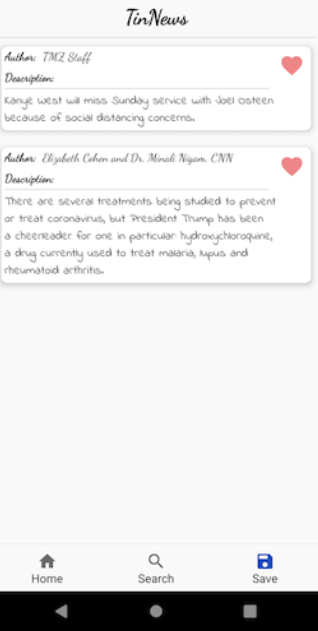 TinNews
Author: TMZ Staff
Description:
Kanye West will miss Sunday service with Joel Osteen
because of social distancing concerns.
Author: Elizabeth Cohen and Dr. Minali Nigam, CNN
Description:
There are several treatments being studied to prevent
or treat coronavirus, but President Trump has been
a cheerleader for one in particular: hydroxychloroquine,
a drug currently used to treat malaria, lupus and
rheumatoid arthritis.
Home Search Save